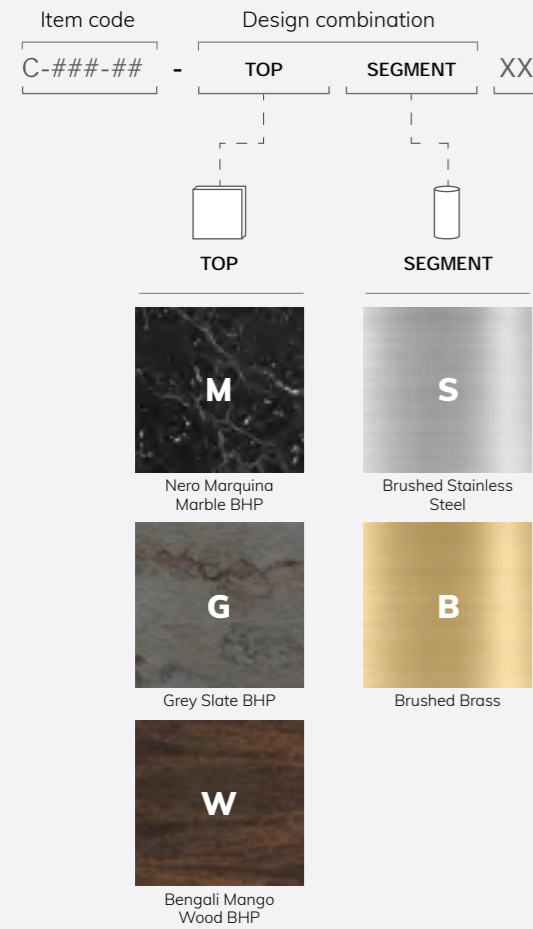 Item code Design combination
C-###-## - TOP SEGMENT XX
TOP SEGMENT
M S
Nero Marquina Brushed Stainless
Marble BHP Steel
G B
Grey Slate BHP Brushed Brass
W
Bengali Mango
Wood BHP